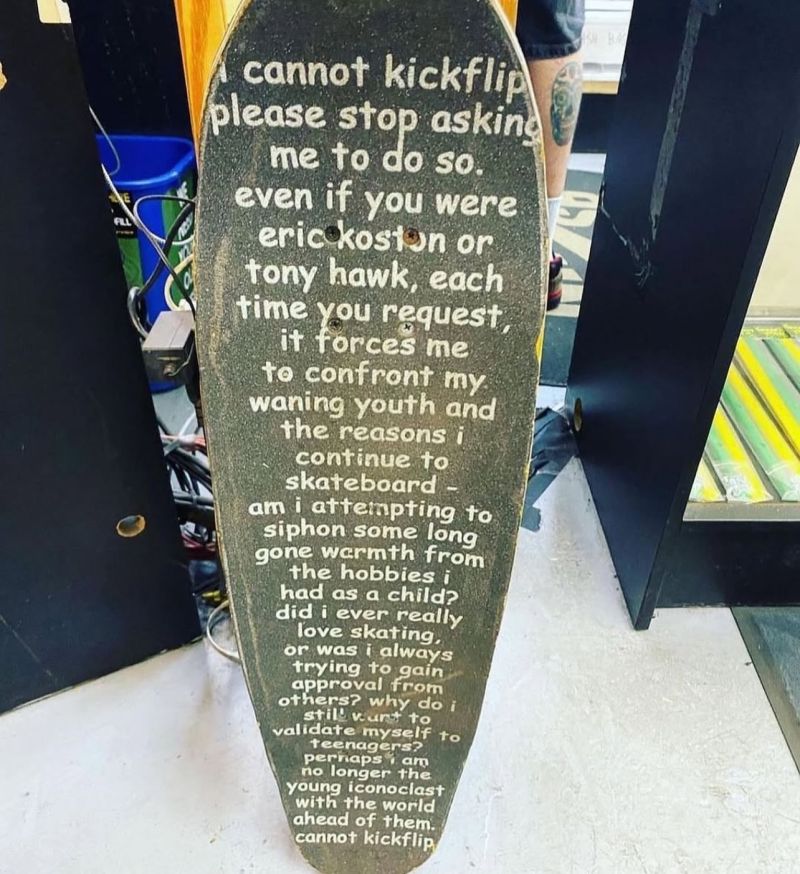 i cannot kickflip
please stop asking
me to do so.
even if you were
eric koston or
tony hawk, each
time you request,
it forces me
to confront my
waning youth and
the reasons i
continue to
skateboard -
am i attempting to
siphon some long
gone warmth from
the hobbies i
had as a child?
did i ever really
love skating,
or was i always
trying to gain
approval from
others? why do i
still want to
validate myself to
teenagers?
perhaps i am
no longer the
young iconoclast
with the world
ahead of them.
cannot kickflip
FILL